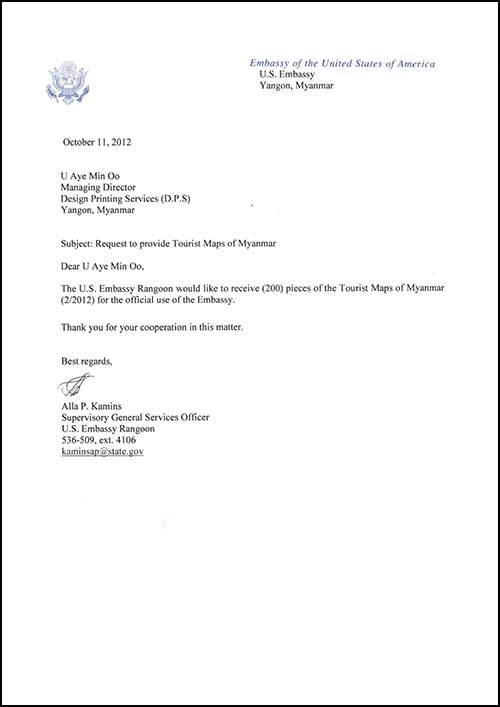 Embassy of the United States of America
U.S. Embassy
Yangon, Myanmar
October 11, 2012
U Aye Min Oo
Managing Director
Design Printing Services (D.P.S)
Yangon, Myanmar
Subject: Request to provide Tourist Maps of Myanmar
Dear U Aye Min Oo,
The U.S. Embassy Rangoon would like to receive (200) pieces of the Tourist Maps of Myanmar
(2/2012) for the official use of the Embassy.
Thank you for your cooperation in this matter.
Best regards,
Alla P. Kamins
Supervisory General Services Officer
U.S. Embassy Rangoon
536-509, ext. 4106
kaminsap@state.gov